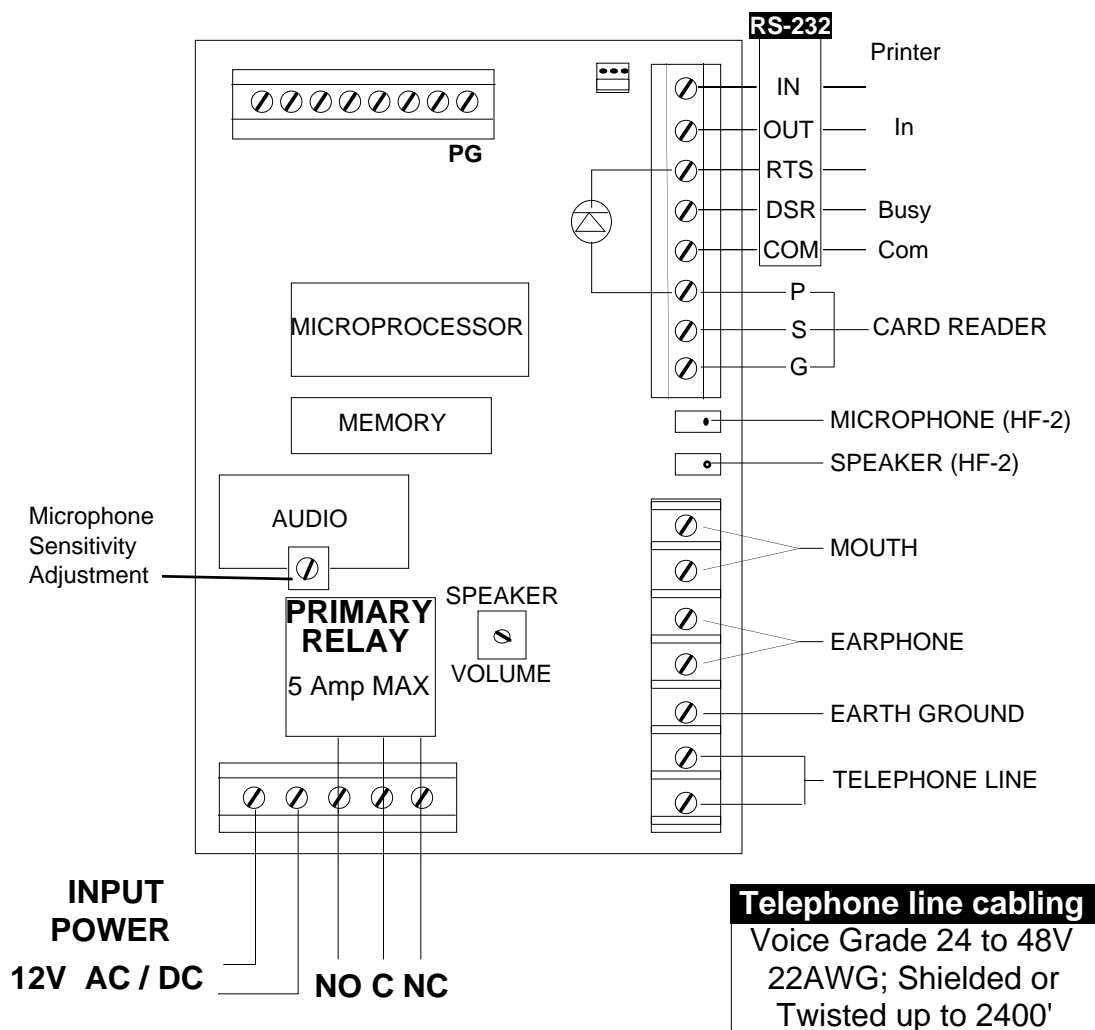 RS-232
Printer
IN
OUT
In
PG
RTS
DSR
Busy
COM
Com
P
MICROPROCESSOR
S
CARD READER
G
MEMORY
MICROPHONE (HF-2)
SPEAKER (HF-2)
Microphone
Sensitivity
Adjustment
AUDIO
MOUTH
SPEAKER
VOLUME
PRIMARY
RELAY
5 Amp MAX
EARPHONE
EARTH GROUND
TELEPHONE LINE
INPUT
POWER
12V AC / DC
NO C NC
Telephone line cabling
Voice Grade 24 to 48V
22AWG; Shielded or
Twisted up to 2400'